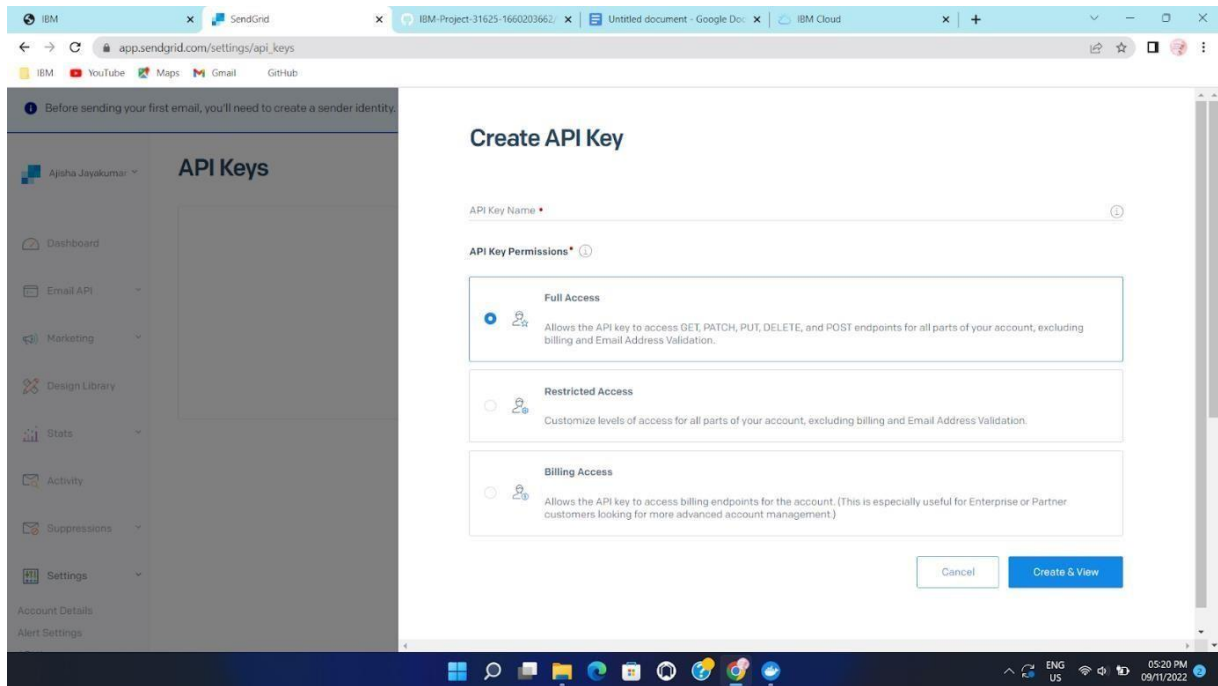 IBM
SendGrid
IBM-Project-31625-1660203662/
Untitled document - Google Doc
IBM Cloud
app.sendgrid.com/settings/api_keys
IBM
YouTube
Maps
Gmail
GitHub
Before sending your first email, you'll need to create a sender identity.
Ajisha Jayakumar
API Keys
Dashboard
Email API
Marketing
Design Library
Stats
Activity
Suppressions
Settings
Account Details
Alert Settings
Create API Key
API Key Name •
API Key Permissions•
Full Access
Allows the API key to access GET, PATCH, PUT, DELETE, and POST endpoints for all parts of your account, excluding
billing and Email Address Validation.
Restricted Access
Customize levels of access for all parts of your account, excluding billing and Email Address Validation.
Billing Access
Allows the API key to access billing endpoints for the account. (This is especially useful for Enterprise or Partner
customers looking for more advanced account management.)
Cancel
Create & View
ENG
US
05:20 PM
09/11/2022
2